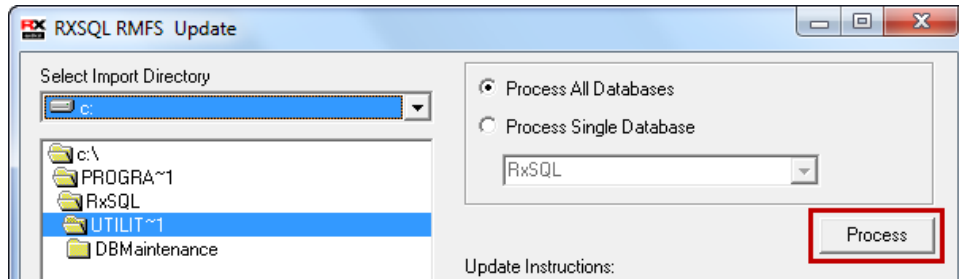 RX RXSQL RMFS Update
Select Import Directory
c:
c:\
PROGRA~1
RxSQL
UTILIT~1
DBMaintenance
Process All Databases
Process Single Database
RxSQL
Process
Update Instructions: